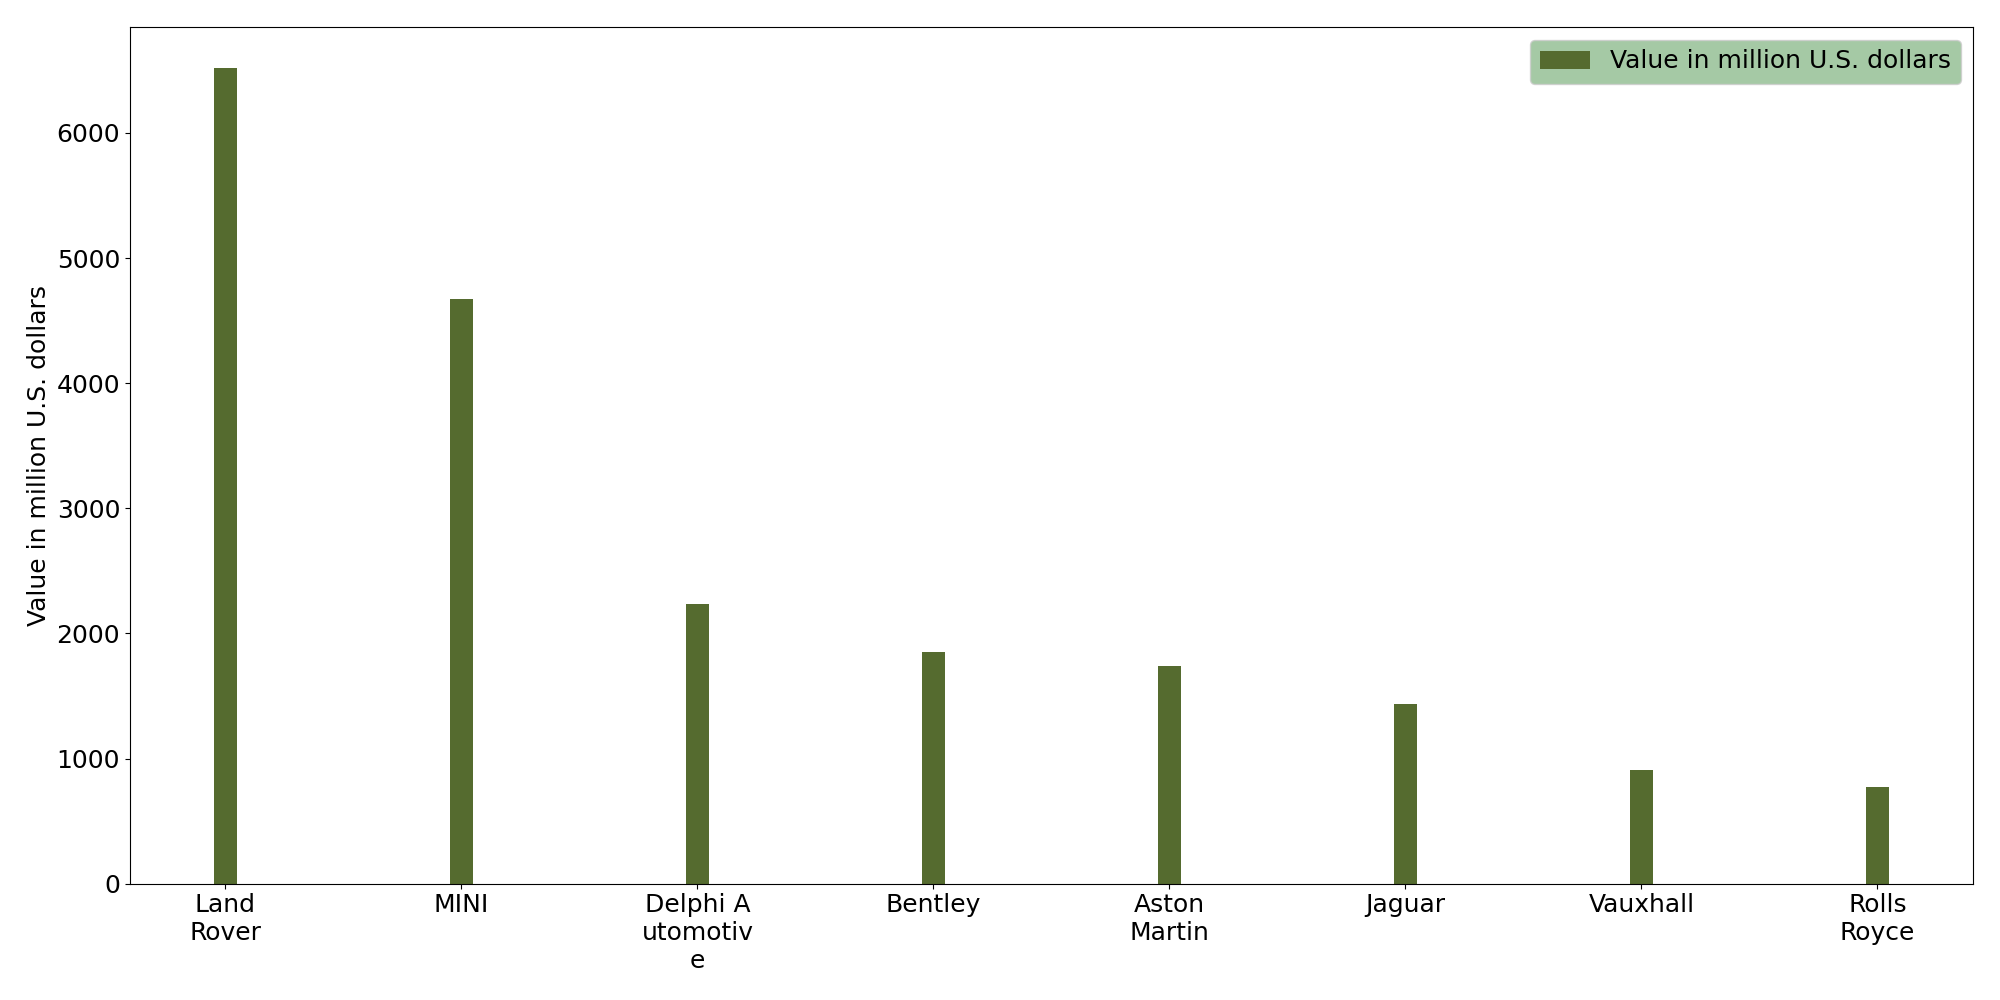 Value in million U.S. dollars
6000
5000
4000
3000
2000
1000
0
Value in million U.S. dollars
Land
Rover
MINI
Delphi A
utomotiv
e
Bentley
Aston
Martin
Jaguar
Vauxhall
Rolls
Royce